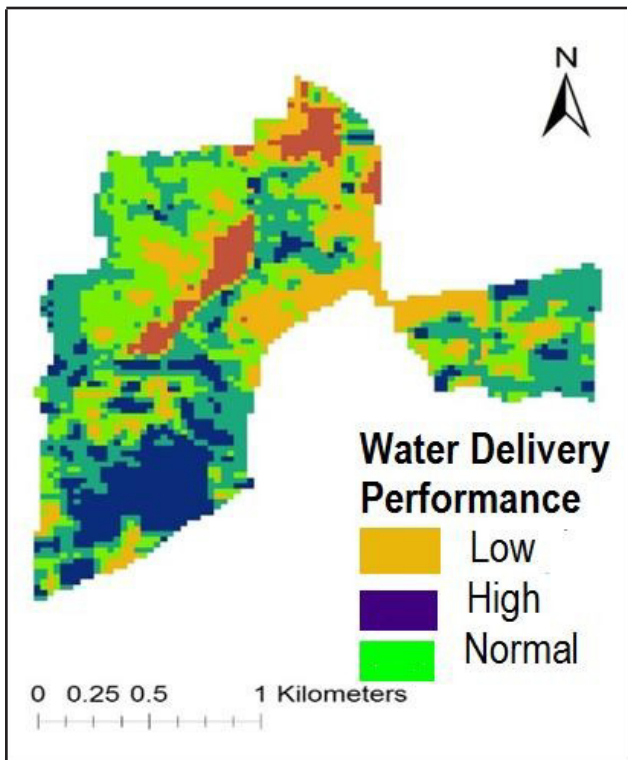 N
Water Delivery
Performance
Low
High
Normal
0 0.25 0.5 1 Kilometers